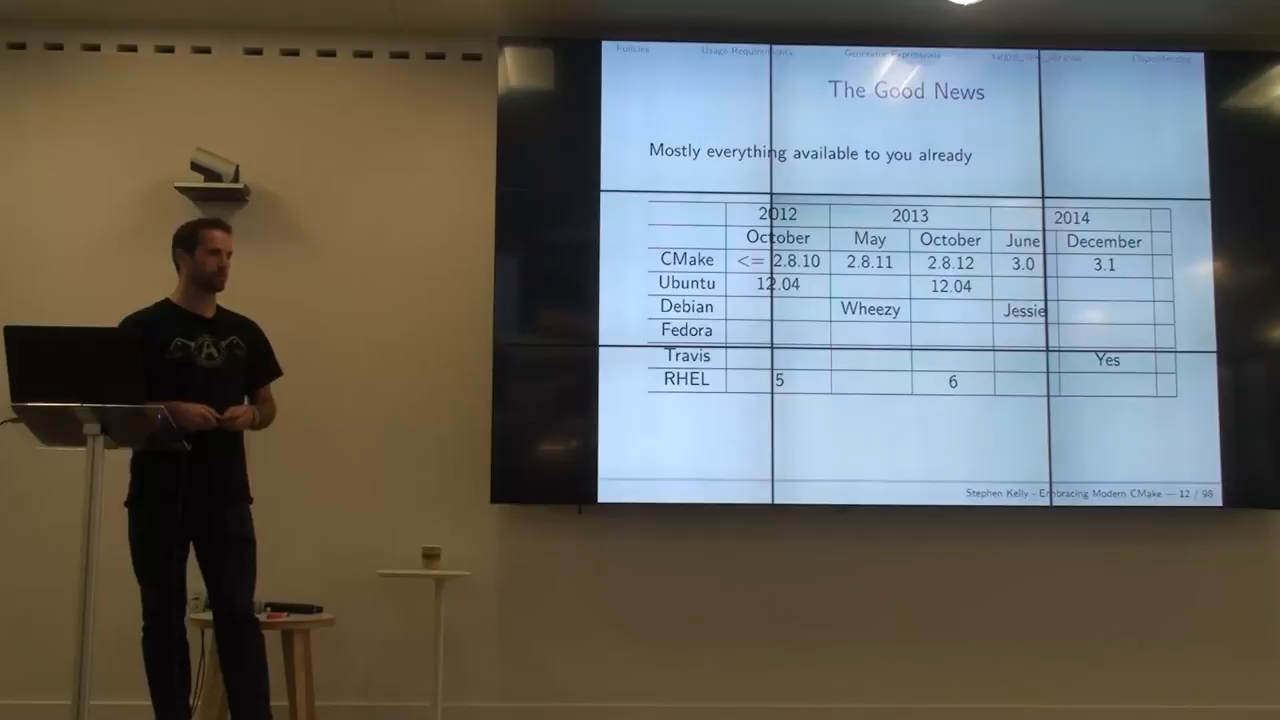 Policies Usage Requirements Generator Expressions target_link_libraries Dependencies
The Good News
Mostly everything available to you already
2012 2013 2014
October May October June December
CMake <= 2.8.10 2.8.11 2.8.12 3.0 3.1
Ubuntu 12.04 12.04
Debian Wheezy Jessie
Fedora
Travis Yes
RHEL 5 6
Stephen Kelly - Embracing Modern CMake — 12 / 98
A